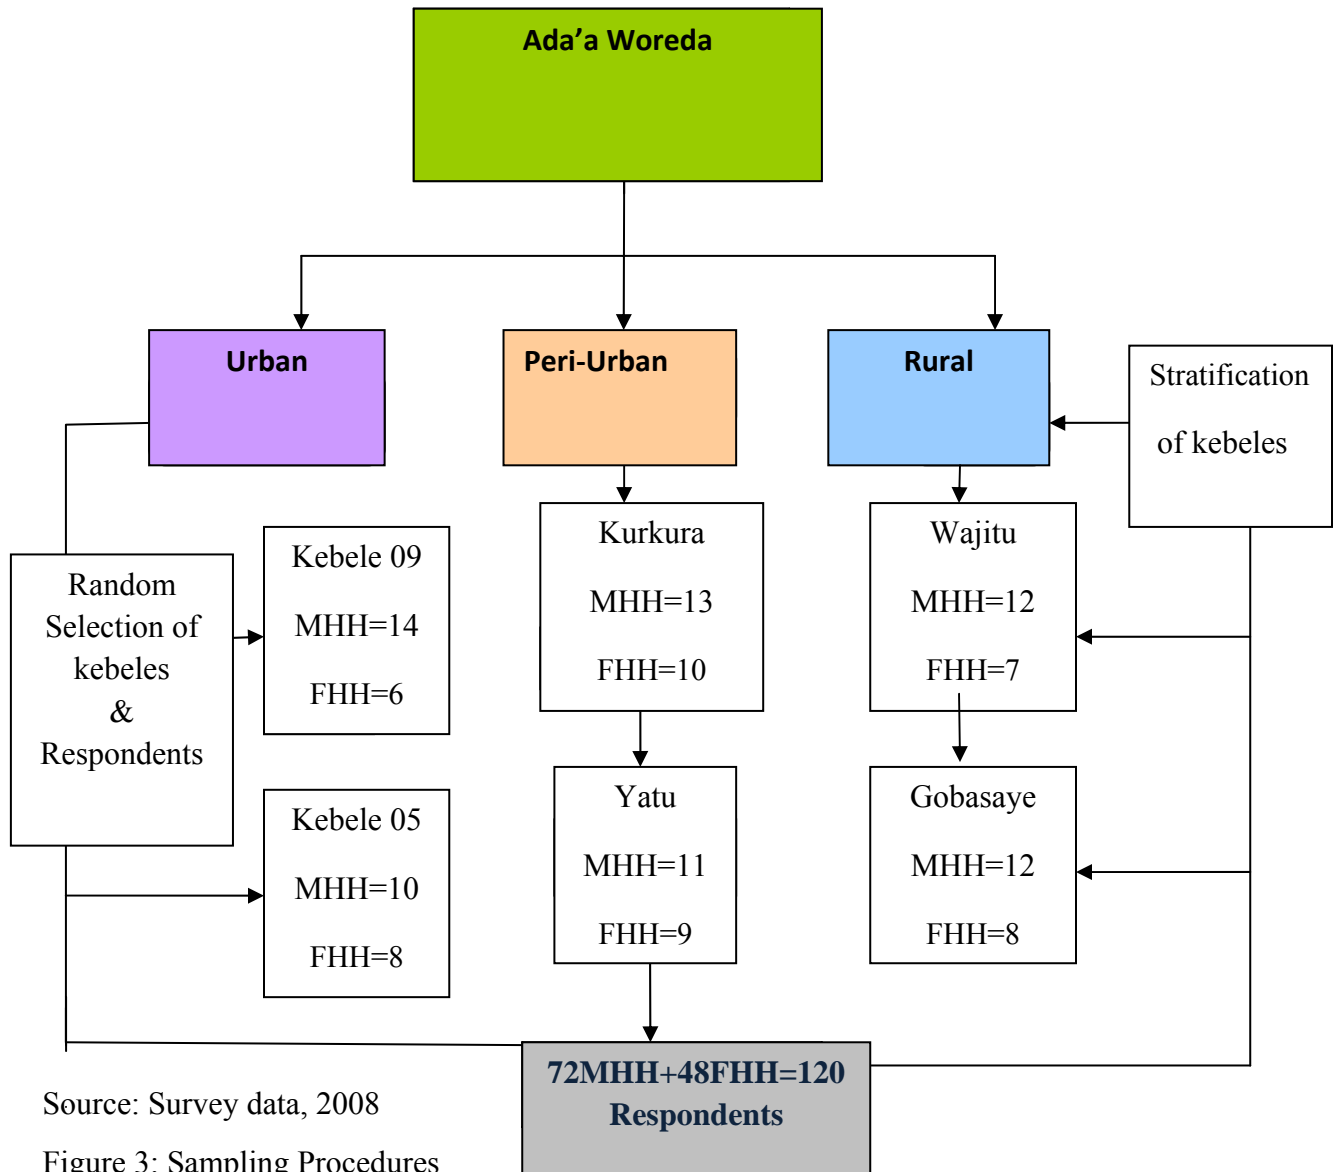 Ada’a Woreda
Urban
Peri-Urban
Rural
Stratification
of kebeles
Random
Selection of
kebeles
&
Respondents
Kebele 09
MHH=14
FHH=6
Kurkura
MHH=13
FHH=10
Wajitu
MHH=12
FHH=7
Kebele 05
MHH=10
FHH=8
Yatu
MHH=11
FHH=9
Gobasaye
MHH=12
FHH=8
72MHH+48FHH=120
Respondents
Source: Survey data, 2008
Figure 3: Sampling Procedures